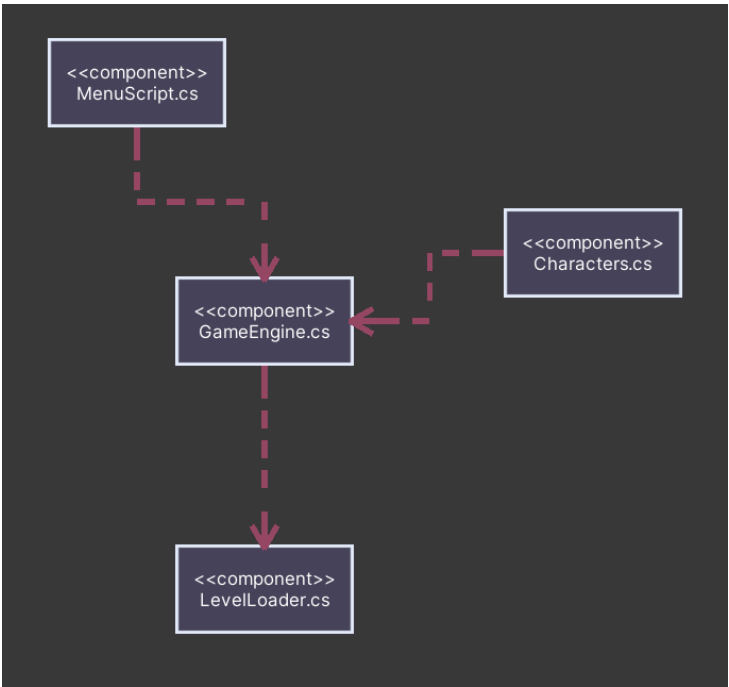 <<component>>
MenuScript.cs
<<component>>
Characters.cs
<<component>>
GameEngine.cs
<<component>>
LevelLoader.cs